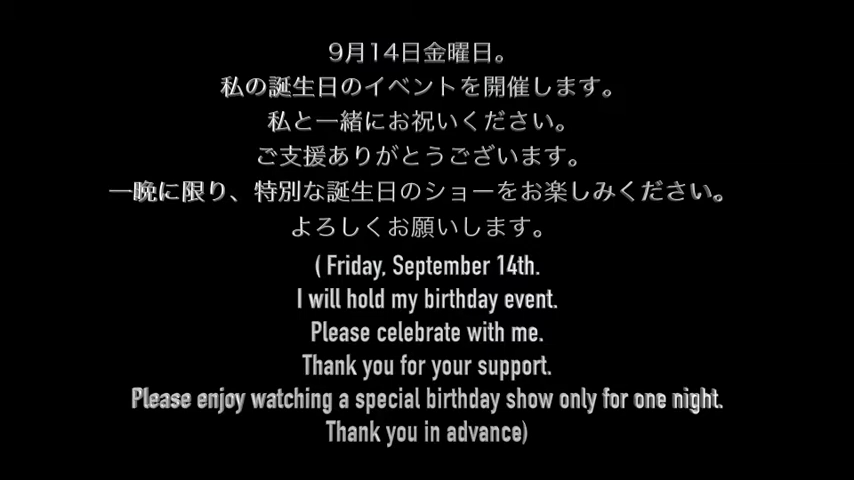 9月14日金曜日。
私の誕生日のイベントを開催します。
私と一緒にお祝いください。
ご支援ありがとうございます。
一晩に限り、特別な誕生日のショーをお楽しみください。
よろしくお願いします。
( Friday, September 14th.
I will hold my birthday event.
Please celebrate with me.
Thank you for your support.
Please enjoy watching a special birthday show only for one night.
Thank you in advance)